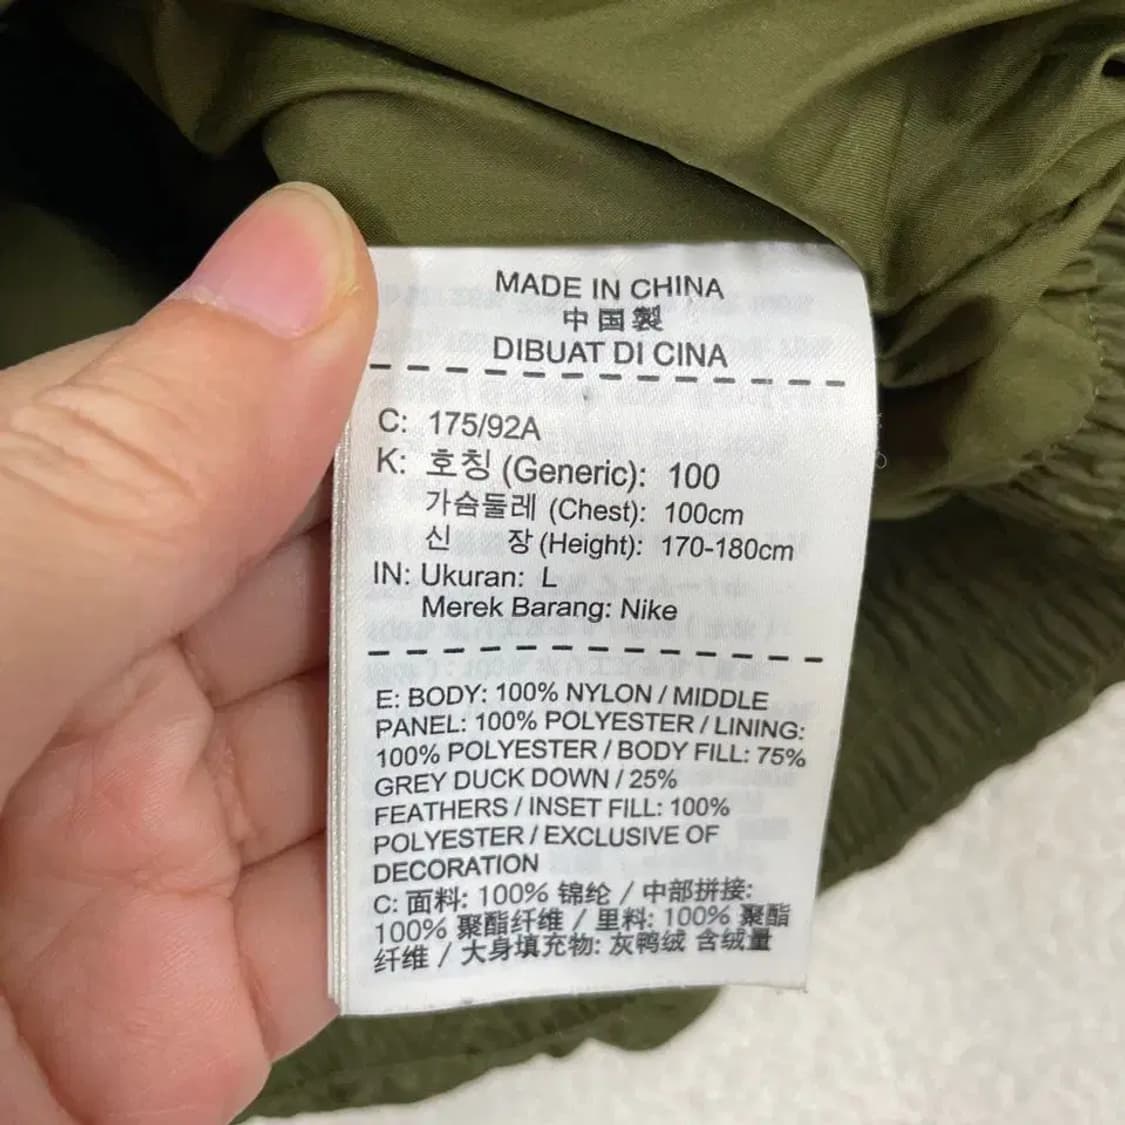 MADE IN CHINA
中国製
DIBUAT DI CINA
C: 175/92A
K: 호칭 (Generic): 100
가슴둘레 (Chest): 100cm
신 장 (Height): 170-180cm
IN: Ukuran: L
Merek Barang: Nike
E: BODY: 100% NYLON / MIDDLE
PANEL: 100% POLYESTER / LINING:
100% POLYESTER / BODY FILL: 75%
GREY DUCK DOWN / 25%
FEATHERS / INSET FILL: 100%
POLYESTER / EXCLUSIVE OF
DECORATION
C: 面料: 100% 锦纶 / 中部拼接:
100% 聚酯纤维 / 里料: 100% 聚酯
纤维 / 大身填充物: 灰鸭绒 含绒量